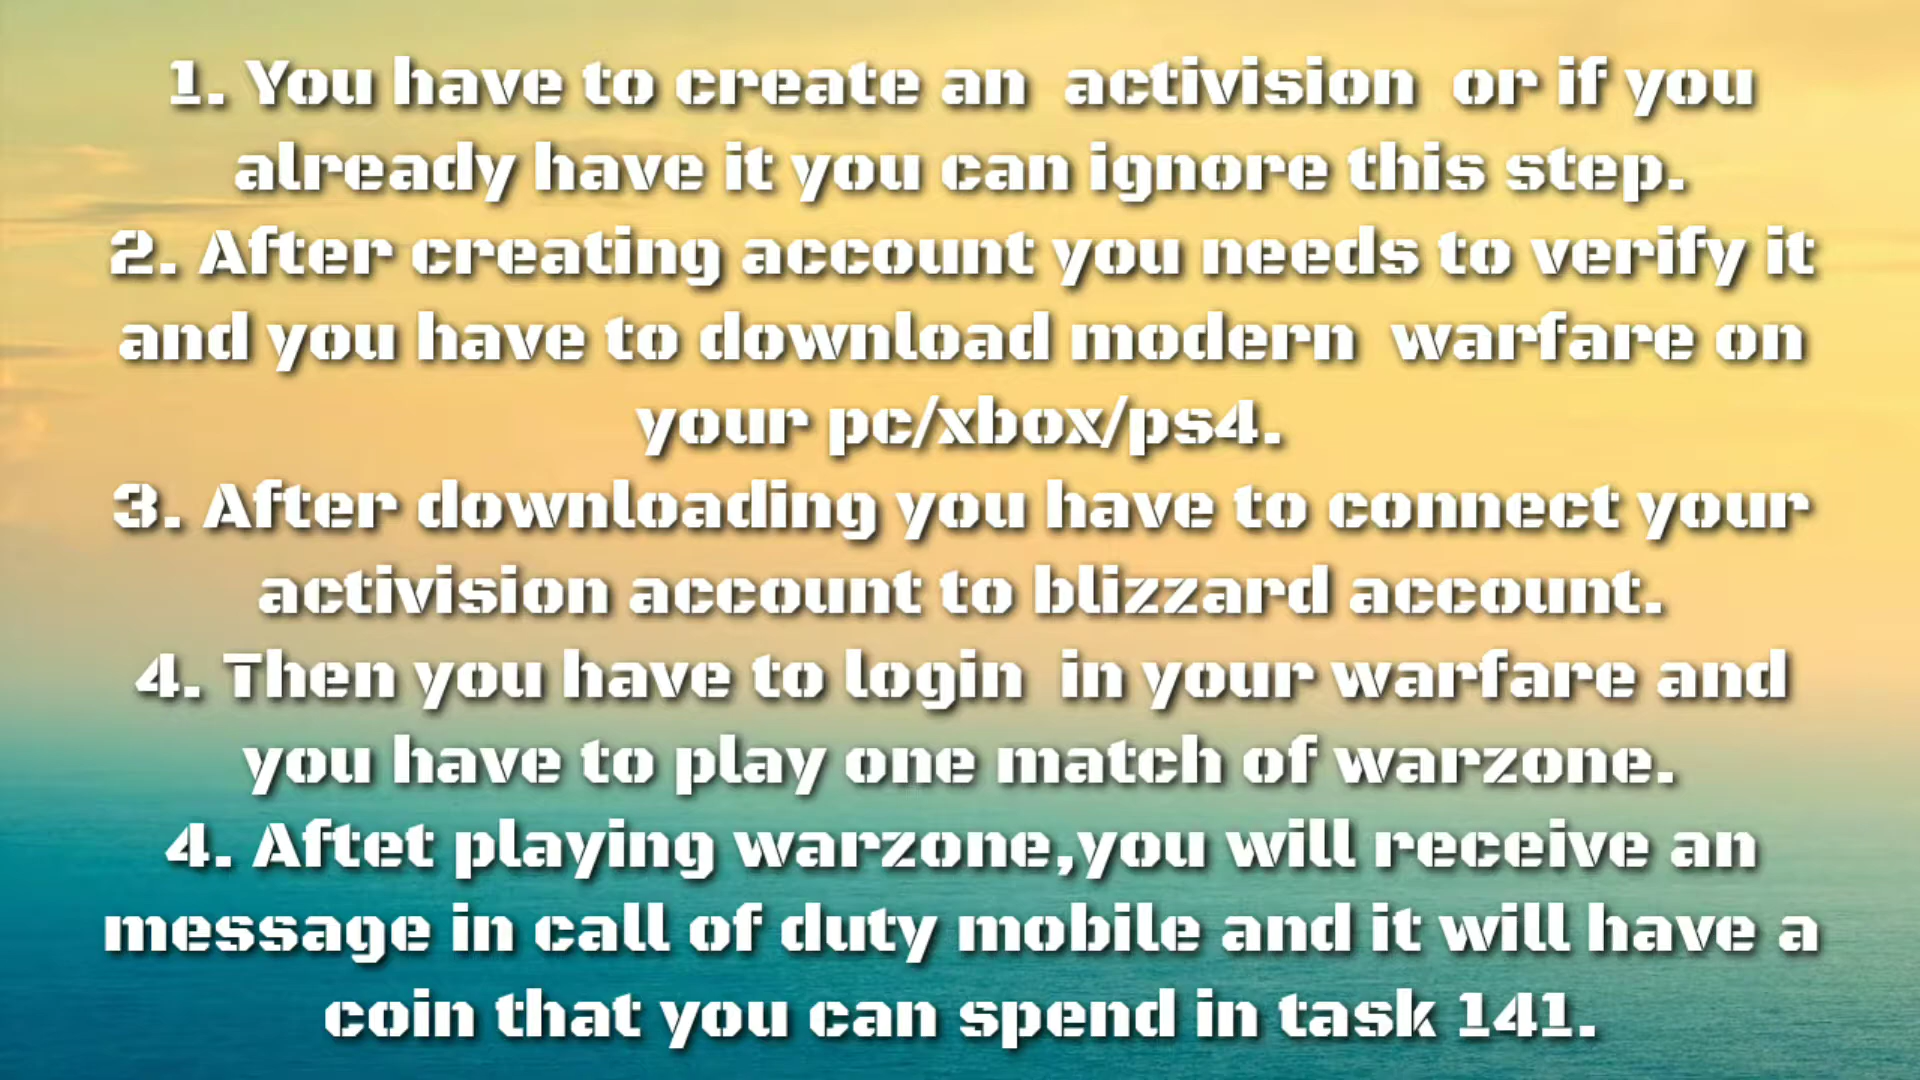 1. You have to create an activision or if you
already have it you can ignore this step.
2. After creating account you needs to verify it
and you have to download modern warfare on
your pc/xbox/ps4.
3. After downloading you have to connect your
activision account to blizzard account.
4. Then you have to login in your warfare and
you have to play one match of warzone.
4. Aftet playing warzone,you will receive an
message in call of duty mobile and it will have a
coin that you can spend in task 141.